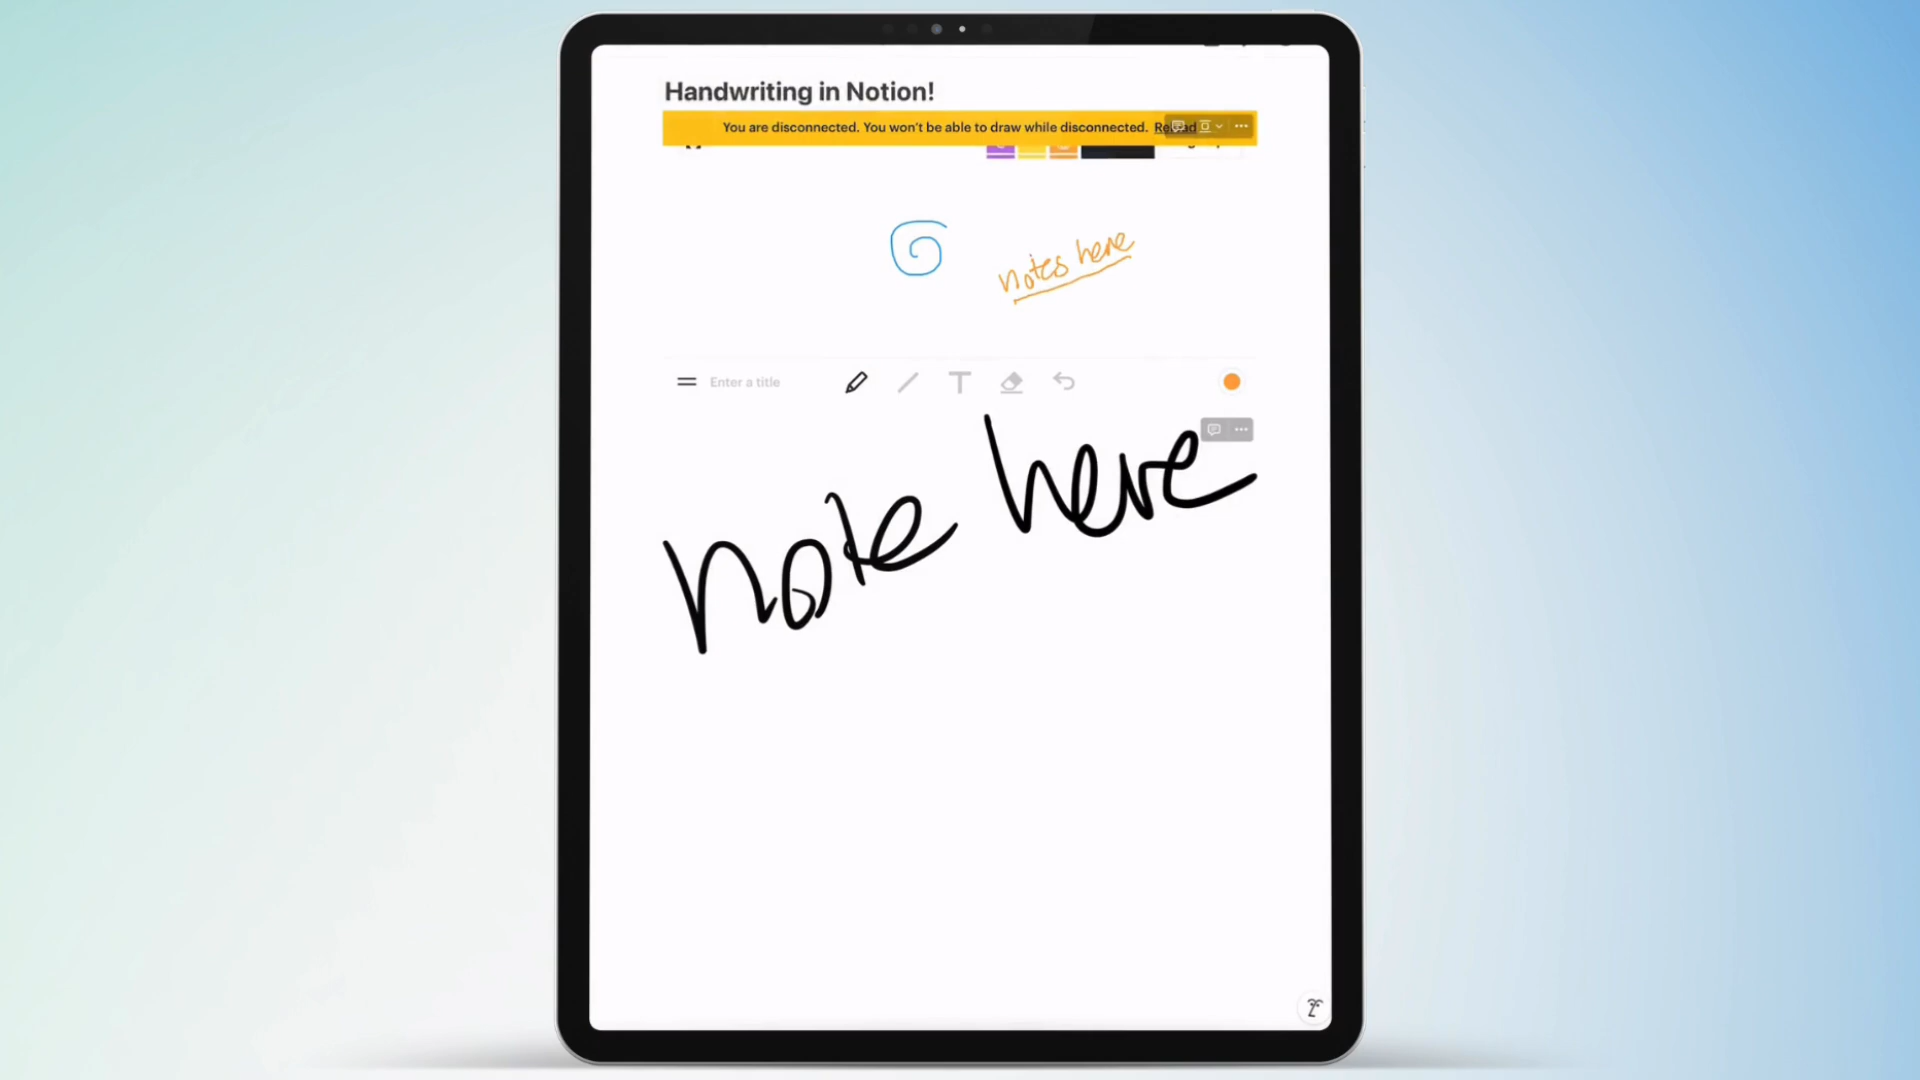 Handwriting in Notion!
You are disconnected. You won't be able to draw while disconnected.
notes here
Enter a title
note here